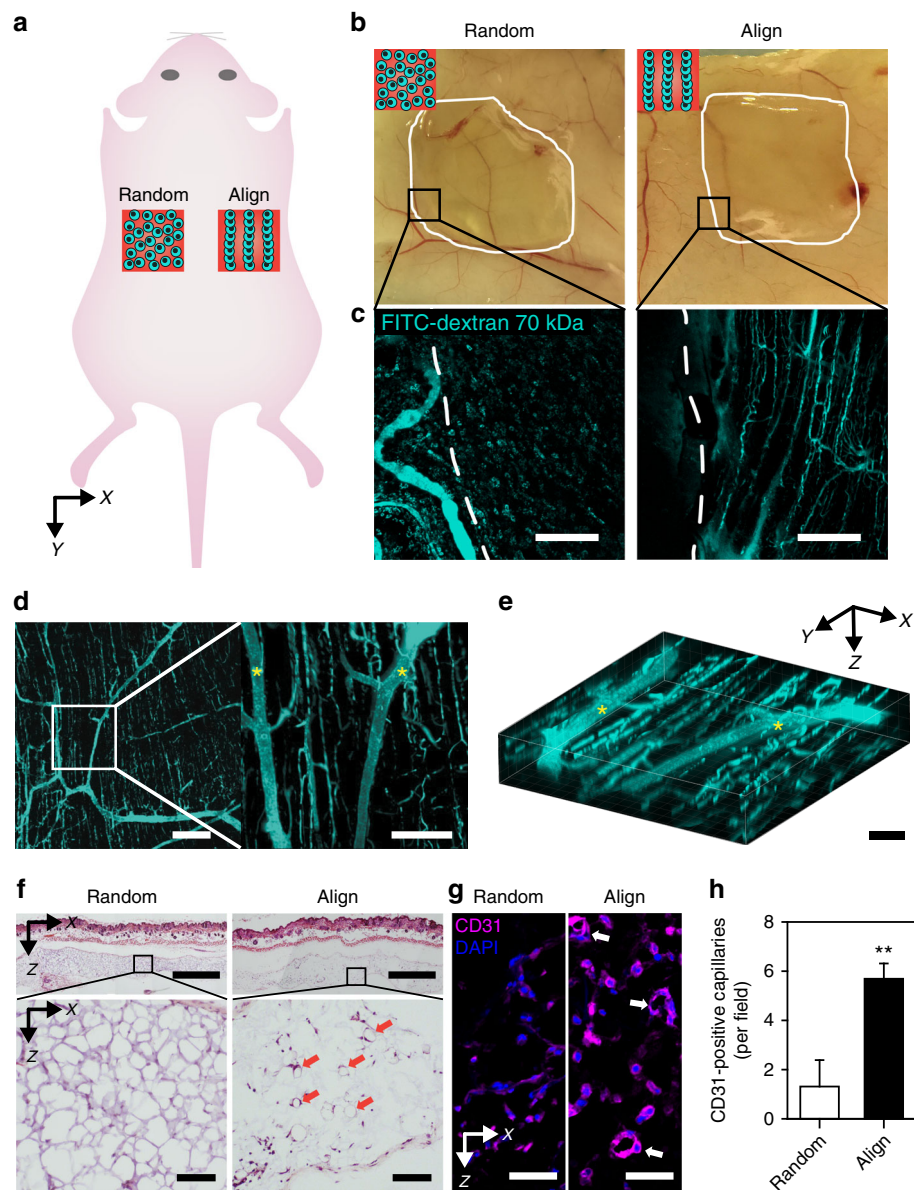 a
Random
Align
X
Y
b
Random
Align
c
FITC-dextran 70 kDa
d
*
*
e
X
Y
Z
*
*
f
Random
Align
X
Z
X
Z
g
Random
Align
CD31
DAPI
X
Z
h
CD31-positive capillaries
(per field)
8
6
4
2
0
**
Random
Align